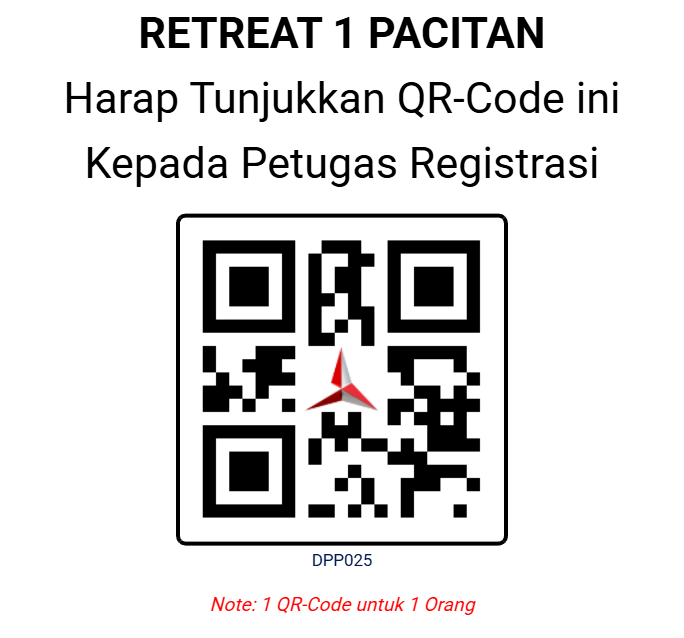 RETREAT 1 PACITAN
Harap Tunjukkan QR-Code ini
Kepada Petugas Registrasi
DPP025
Note: 1 QR-Code untuk 1 Orang